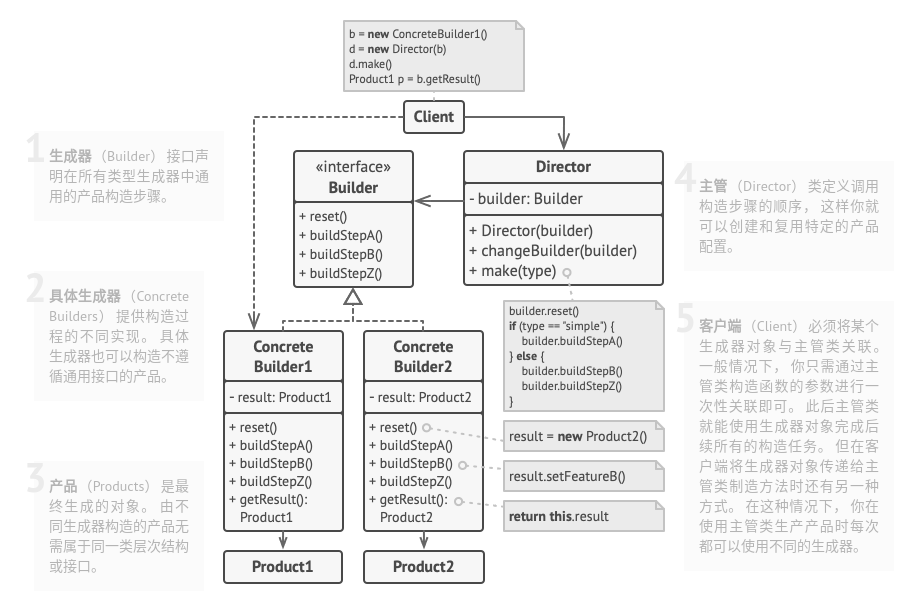 b = new ConcreteBuilder1()
d = new Director(b)
d.make()
Product1 p = b.getResult()
Client
1
生成器 （Builder） 接口声
明在所有类型生成器中通
用的产品构造步骤。
«interface»
Builder
+ reset()
+ buildStepA()
+ buildStepB()
+ buildStepZ()
Director
- builder: Builder
+ Director(builder)
+ changeBuilder(builder)
+ make(type)
4
主管 （Director） 类定义调用
构造步骤的顺序， 这样你就
可以创建和复用特定的产品
配置。
2
具体生成器 （Concrete
Builders） 提供构造过
程的不同实现。 具体
生成器也可以构造不遵
循通用接口的产品。
builder.reset()
if (type == "simple") {
builder.buildStepA()
} else {
builder.buildStepB()
builder.buildStepZ()
}
5
客户端 （Client） 必须将某个
生成器对象与主管类关联。
一般情况下， 你只需通过主
管类构造函数的参数进行一
次性关联即可。 此后主管类
就能使用生成器对象完成后
续所有的构造任务。 但在客
户端将生成器对象传递给主
管类制造方法时还有另一种
方式。 在这种情况下， 你在
使用主管类生产产品时每次
都可以使用不同的生成器。
Concrete
Builder1
- result: Product1
+ reset()
+ buildStepA()
+ buildStepB()
+ buildStepZ()
+ getResult():
Product1
Concrete
Builder2
- result: Product2
+ reset()
+ buildStepA()
+ buildStepB()
+ buildStepZ()
+ getResult():
Product2
result = new Product2()
result.setFeatureB()
return this.result
3
产品 （Products） 是最
终生成的对象。 由不
同生成器构造的产品无
需属于同一类层次结构
或接口。
Product1
Product2